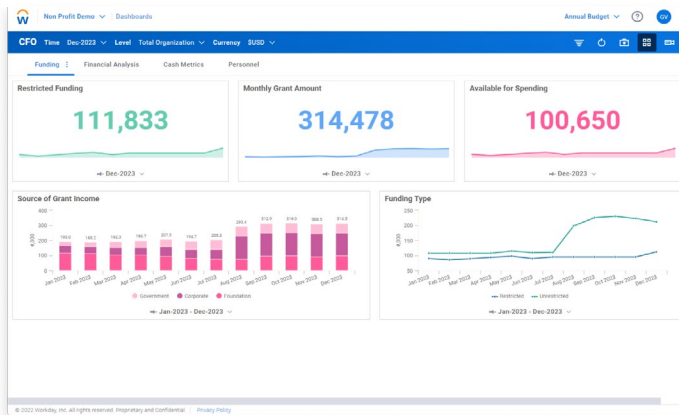 Non Profit Demo Dashboards Annual Budget ? GV
CFO Time Dec-2023 Level Total Organization Currency $USD
Funding Financial Analysis Cash Metrics Personnel
Restricted Funding
111,833
Dec-2023
Monthly Grant Amount
314,478
Dec-2023
Available for Spending
100,650
Dec-2023
Source of Grant Income
400
300
200
100
0
Jan 2023 Feb 2023 Mar 2023 Apr 2023 May 2023 Jun 2023 Jul 2023 Aug 2023 Sep 2023 Oct 2023 Nov 2023 Dec 2023
Government Corporate Foundation
Jan-2023 - Dec-2023
Funding Type
250
200
150
100
50
Jan 2023 Feb 2023 Mar 2023 Apr 2023 May 2023 Jun 2023 Jul 2023 Aug 2023 Sep 2023 Oct 2023 Nov 2023 Dec 2023
Restricted Unrestricted
Jan-2023 - Dec-2023
© 2022 Workday, Inc. All rights reserved. Proprietary and Confidential Privacy Policy